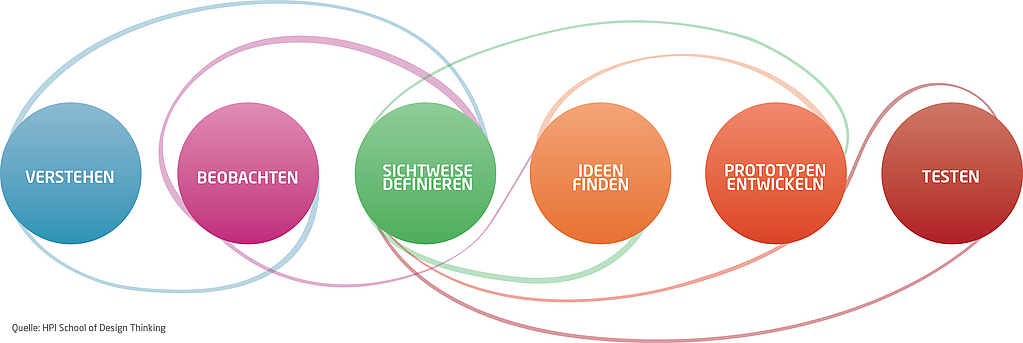 VERSTEHEN
BEOBACHTEN
SICHTWEISE
DEFINIEREN
IDEEN
FINDEN
PROTOTYPEN
ENTWICKELN
TESTEN
Quelle: HPI School of Design Thinking